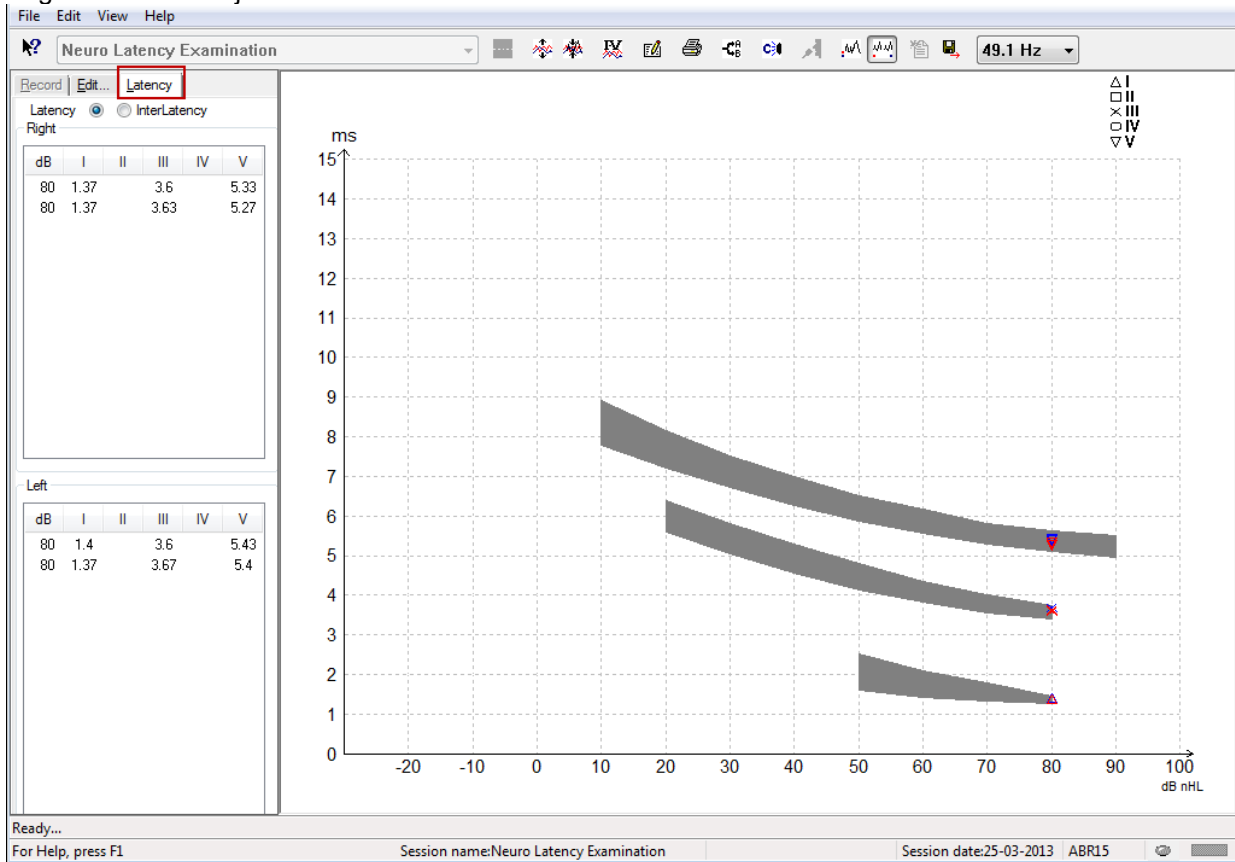 File Edit View Help
Neuro Latency Examination
IV
49.1 Hz
Record Edit... Latency
Latency InterLatency
Right
dB I II III IV V
80 1.37 3.6 5.33
80 1.37 3.63 5.27
Left
dB I II III IV V
80 1.4 3.6 5.43
80 1.37 3.67 5.4
I
II
III
IV
V
ms
15
14
13
12
11
10
9
8
7
6
5
4
3
2
1
0
-20 -10 0 10 20 30 40 50 60 70 80 90 100
dB nHL
Ready...
For Help, press F1 Session name:Neuro Latency Examination Session date:25-03-2013 ABR15